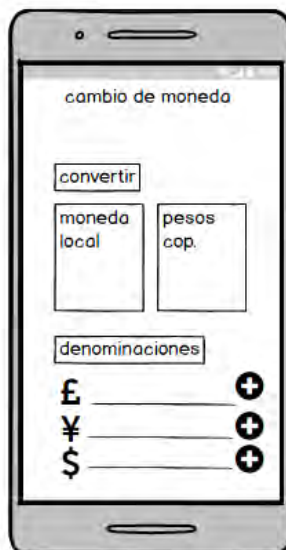 cambio de moneda
convertir
moneda
local
pesos
cop.
denominaciones
£
¥
$